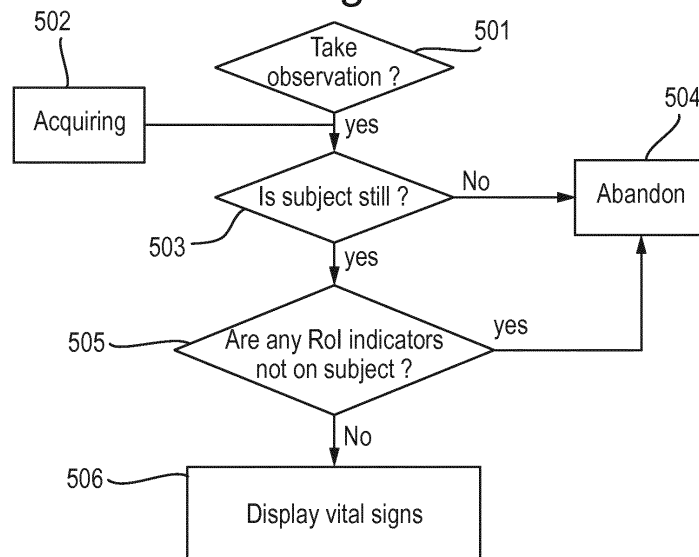 502
501
Take
observation ?
504
Acquiring
yes
Is subject still ?
No
Abandon
503
yes
505
Are any RoI indicators
not on subject ?
yes
No
506
Display vital signs